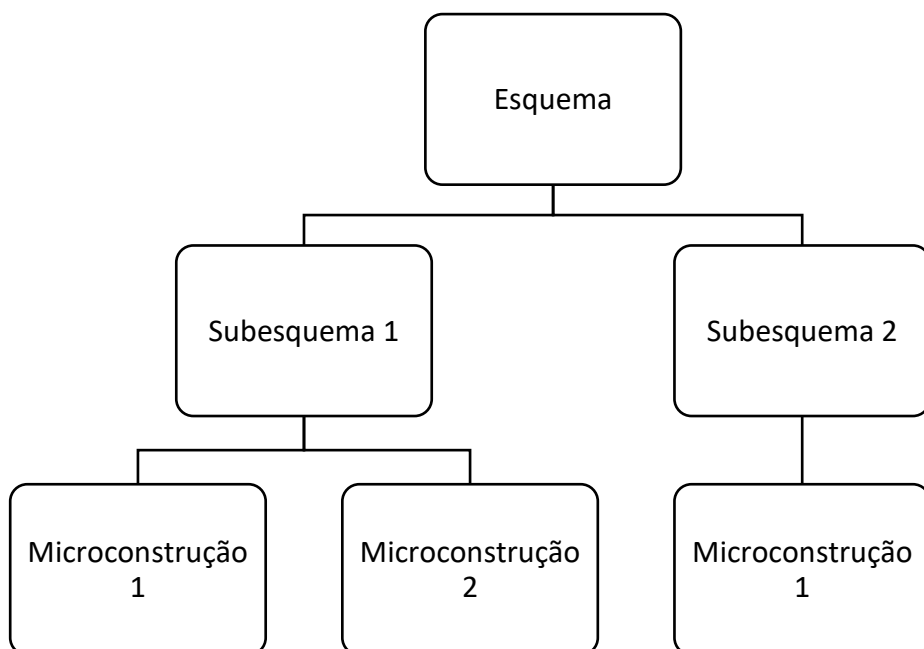 Esquema
Subesquema 1
Subesquema 2
Microconstrução
1
Microconstrução
2
Microconstrução
1